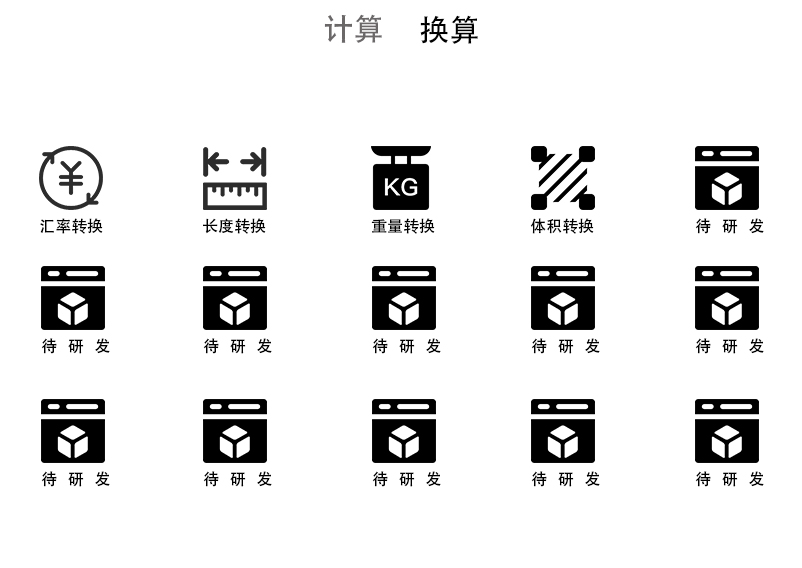 计算 换算
¥ KG
汇率转换 长度转换 重量转换 体积转换 待 研 发
待 研 发 待 研 发 待 研 发 待 研 发 待 研 发
待 研 发 待 研 发 待 研 发 待 研 发 待 研 发